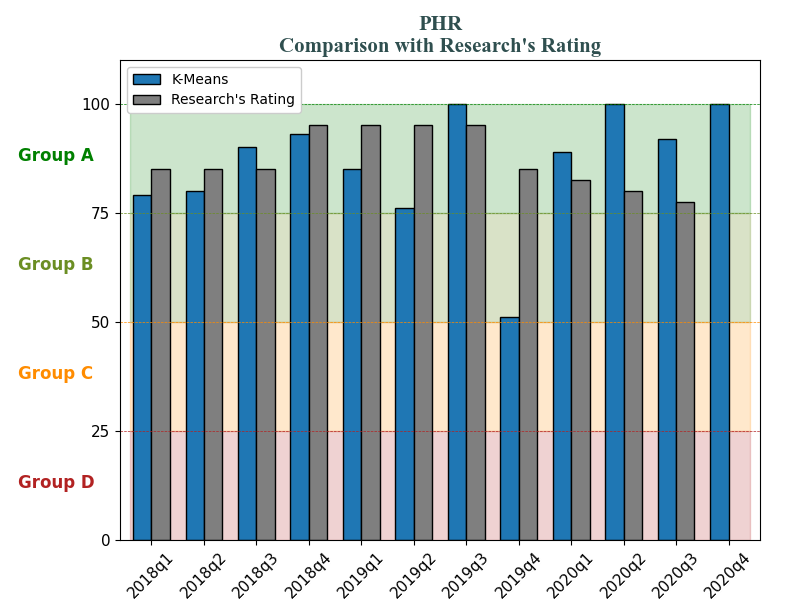 PHR
Comparison with Research's Rating
K-Means
Research's Rating
100
Group A
75
Group B
50
Group C
25
Group D
0
2018q1
2018q2
2018q3
2018q4
2019q1
2019q2
2019q3
2019q4
2020q1
2020q2
2020q3
2020q4